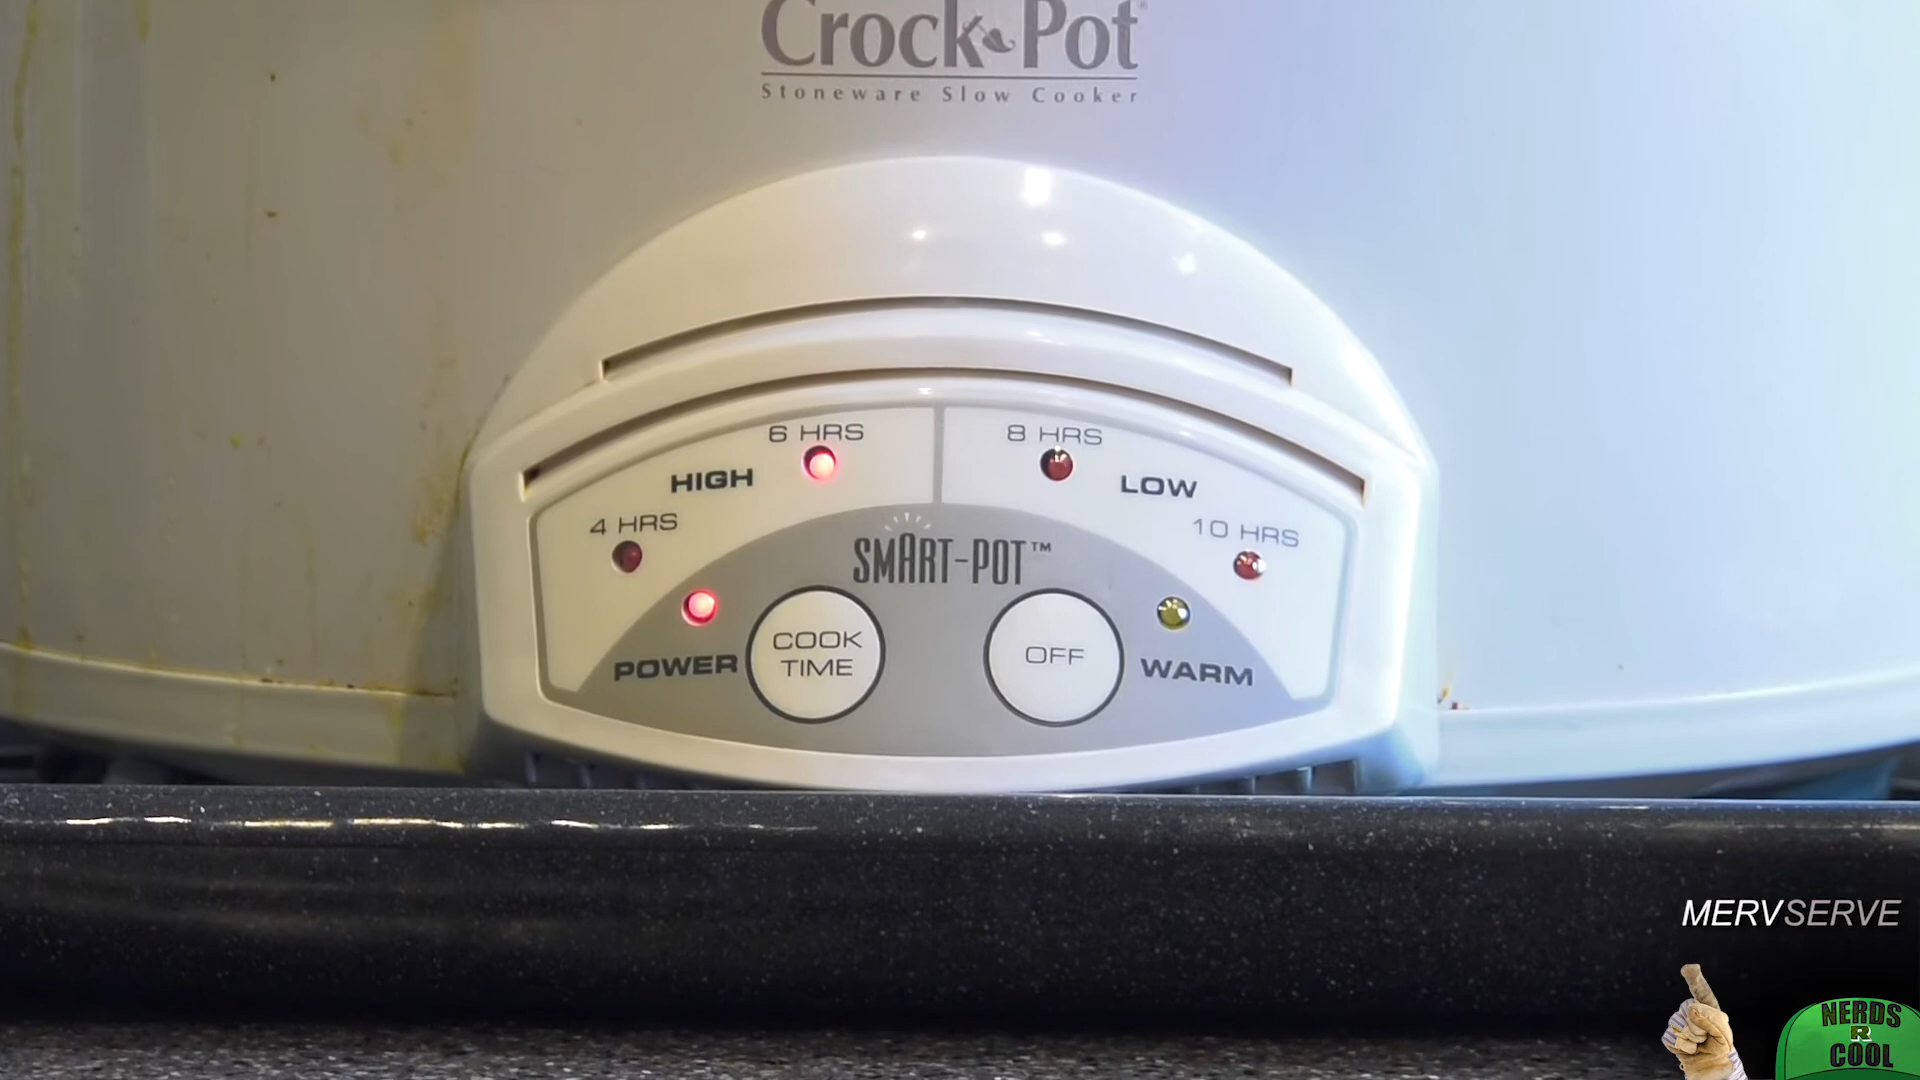 Crock-Pot
Stoneware Slow Cooker
6 HRS
8 HRS
HIGH
LOW
4 HRS
10 HRS
SMART-POT™
COOK
TIME
OFF
POWER
WARM
MERVSERVE
NERDS
R
COOL